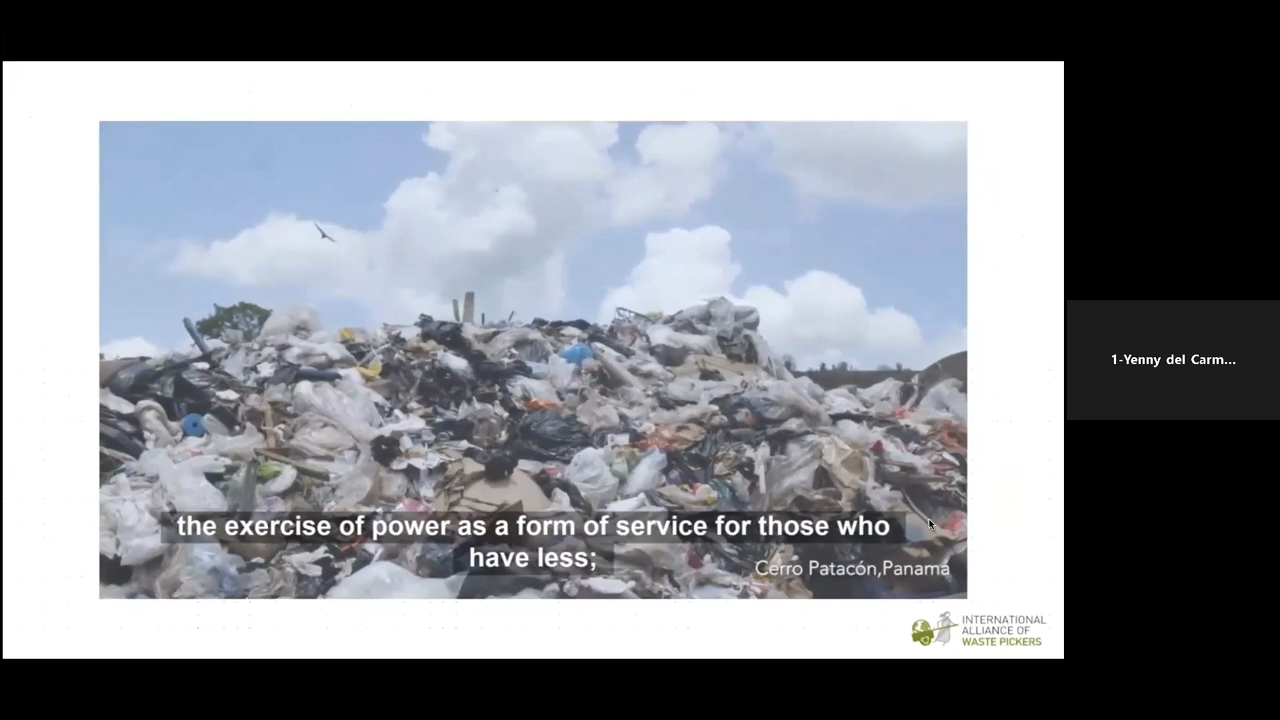 the exercise of power as a form of service for those who
have less;
Cerro Patacón,Panamá
INTERNATIONAL
ALLIANCE OF
WASTE PICKERS
1-Yenny del Carm...